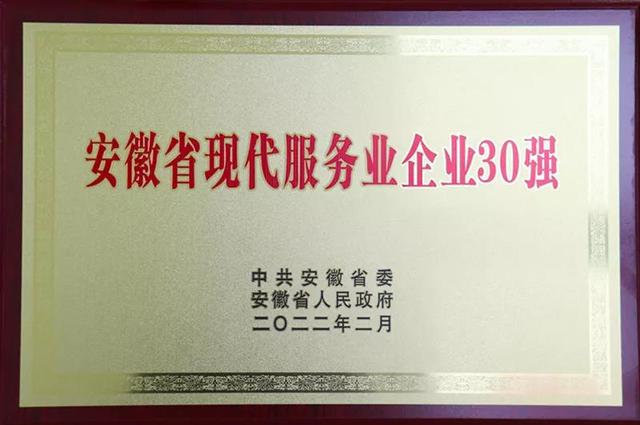 安徽省现代服务业企业30强
中共安徽省委
安徽省人民政府
二〇二二年二月